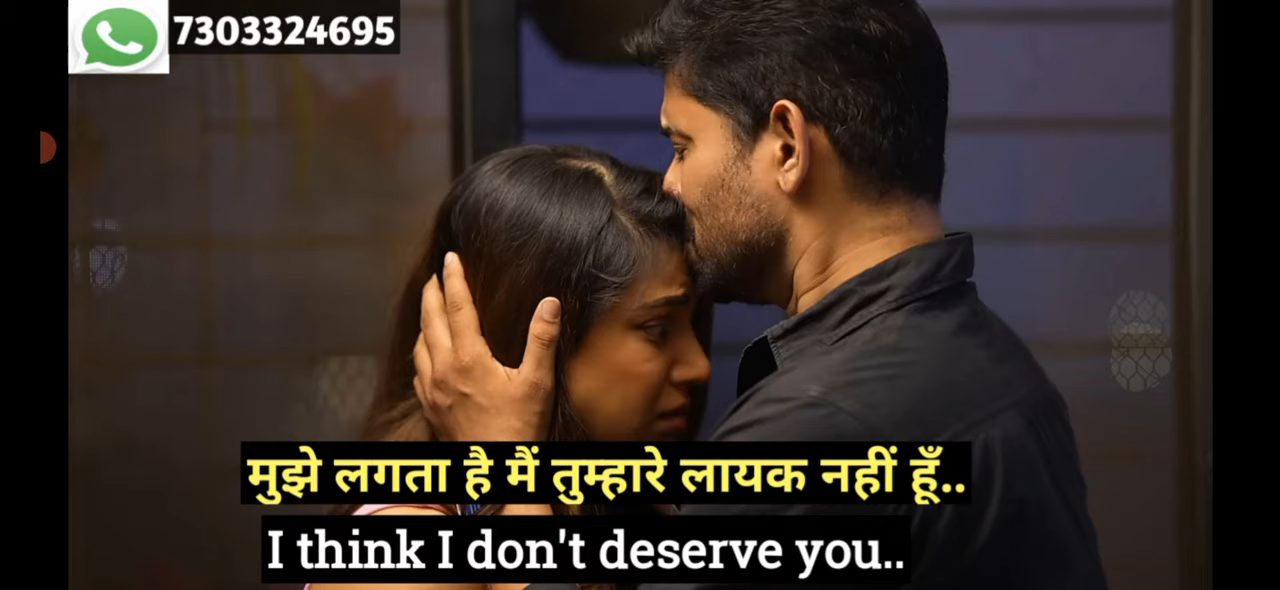 7303324695
मुझे लगता है मैं तुम्हारे लायक नहीं हूँ..
I think I don't deserve you..